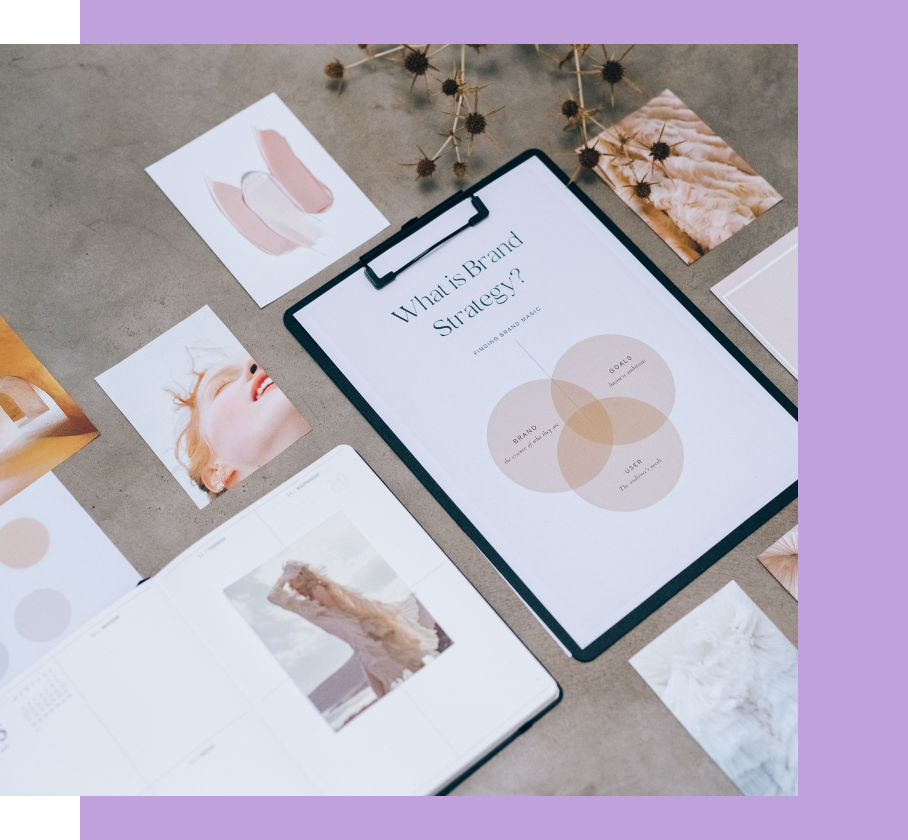 What is Brand
Strategy?
FINDING BRAND MAGIC
GOALS
business ambitions
BRAND
the essence of who they are
USER
The audience's needs